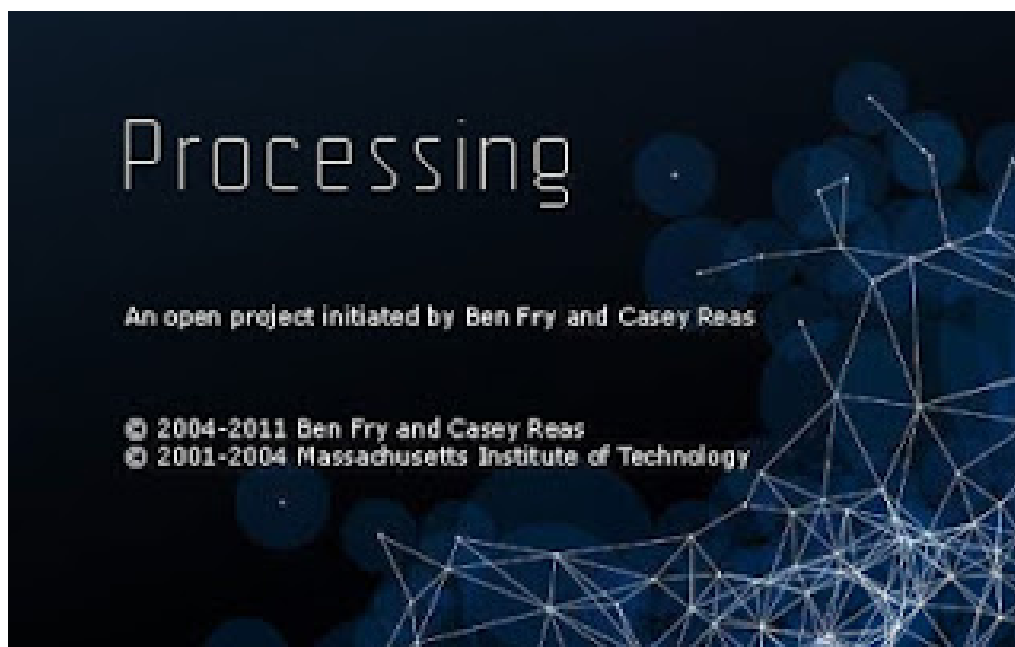 Processing
An open project initiated by Ben Fry and Casey Reas
© 2004-2011 Ben Fry and Casey Reas
© 2001-2004 Massachusetts Institute of Technology